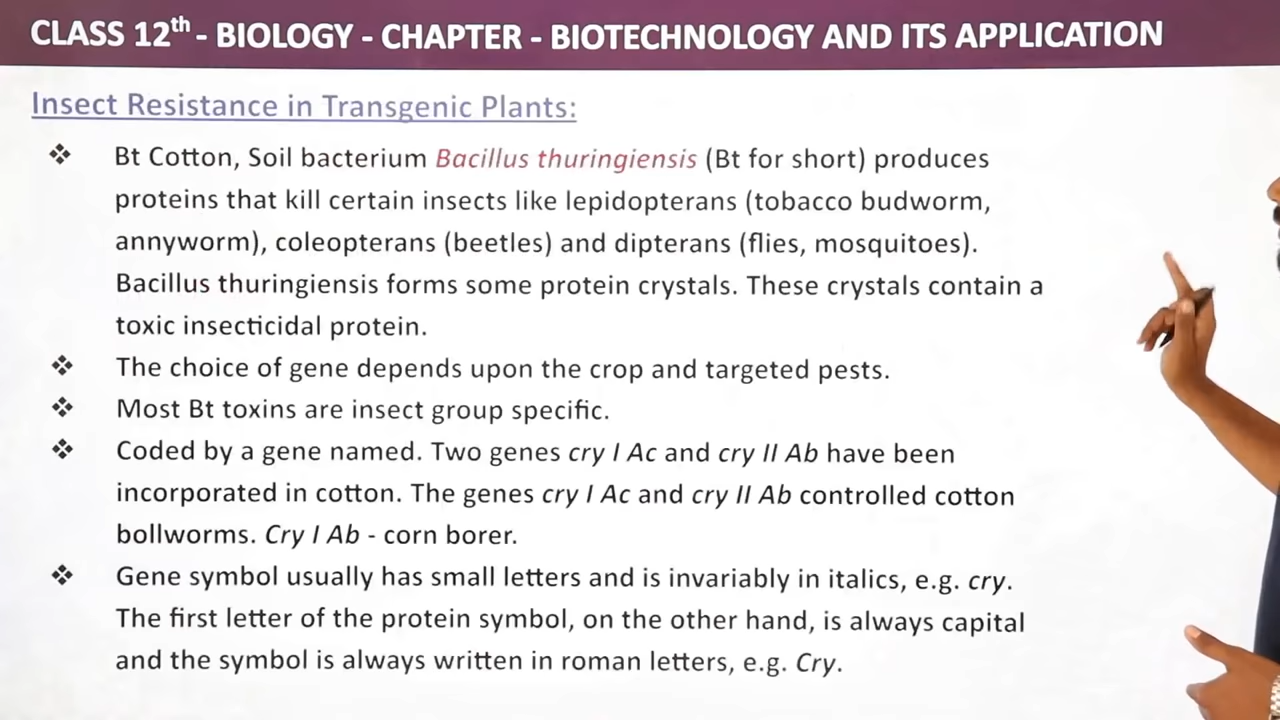 CLASS 12th - BIOLOGY - CHAPTER - BIOTECHNOLOGY AND ITS APPLICATION
Insect Resistance in Transgenic Plants:
❖ Bt Cotton, Soil bacterium Bacillus thuringiensis (Bt for short) produces
proteins that kill certain insects like lepidopterans (tobacco budworm,
annyworm), coleopterans (beetles) and dipterans (flies, mosquitoes).
Bacillus thuringiensis forms some protein crystals. These crystals contain a
toxic insecticidal protein.
❖ The choice of gene depends upon the crop and targeted pests.
❖ Most Bt toxins are insect group specific.
❖ Coded by a gene named. Two genes cry I Ac and cry II Ab have been
incorporated in cotton. The genes cry I Ac and cry II Ab controlled cotton
bollworms. Cry I Ab - corn borer.
❖ Gene symbol usually has small letters and is invariably in italics, e.g. cry.
The first letter of the protein symbol, on the other hand, is always capital
and the symbol is always written in roman letters, e.g. Cry.